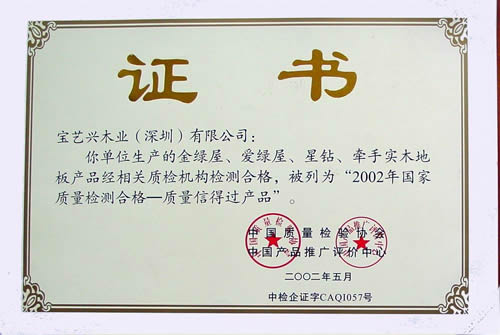 证书
宝艺兴木业（深圳）有限公司：
你单位生产的金绿屋、爱绿屋、星钻、牵手实木地
板产品经相关质检机构检测合格，被列为“2002年国家
质量检测合格—质量信得过产品”。
中国质量检验协会
中国产品推广评价中心
二〇〇二年五月
中检企证字CAQI057号